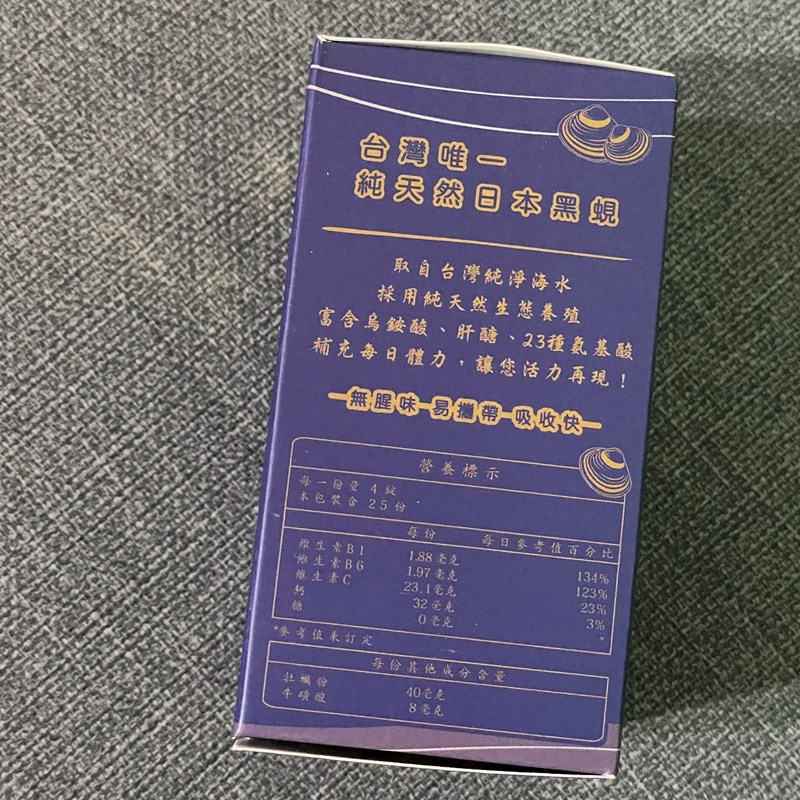 台灣唯一
純天然日本黑蜆
取自台灣純淨海水
採用純天然生態養殖
富含鳥銨酸、肝醣、23種氨基酸
補充每日體力，讓您活力再現！
無腥味 易攜帶 吸收快
營養標示
每一份量 4 錠
本包裝含 25 份
每份 每日參考值百分比
維生素B1 1.88 毫克 134%
維生素B6 1.97 毫克 123%
維生素C 23.1毫克 23%
鈣 32 毫克 3%
糖 0 毫克 *
*參考值未訂定
每份其他成分含量
牡蠣粉 40毫克
牛磺酸 8毫克